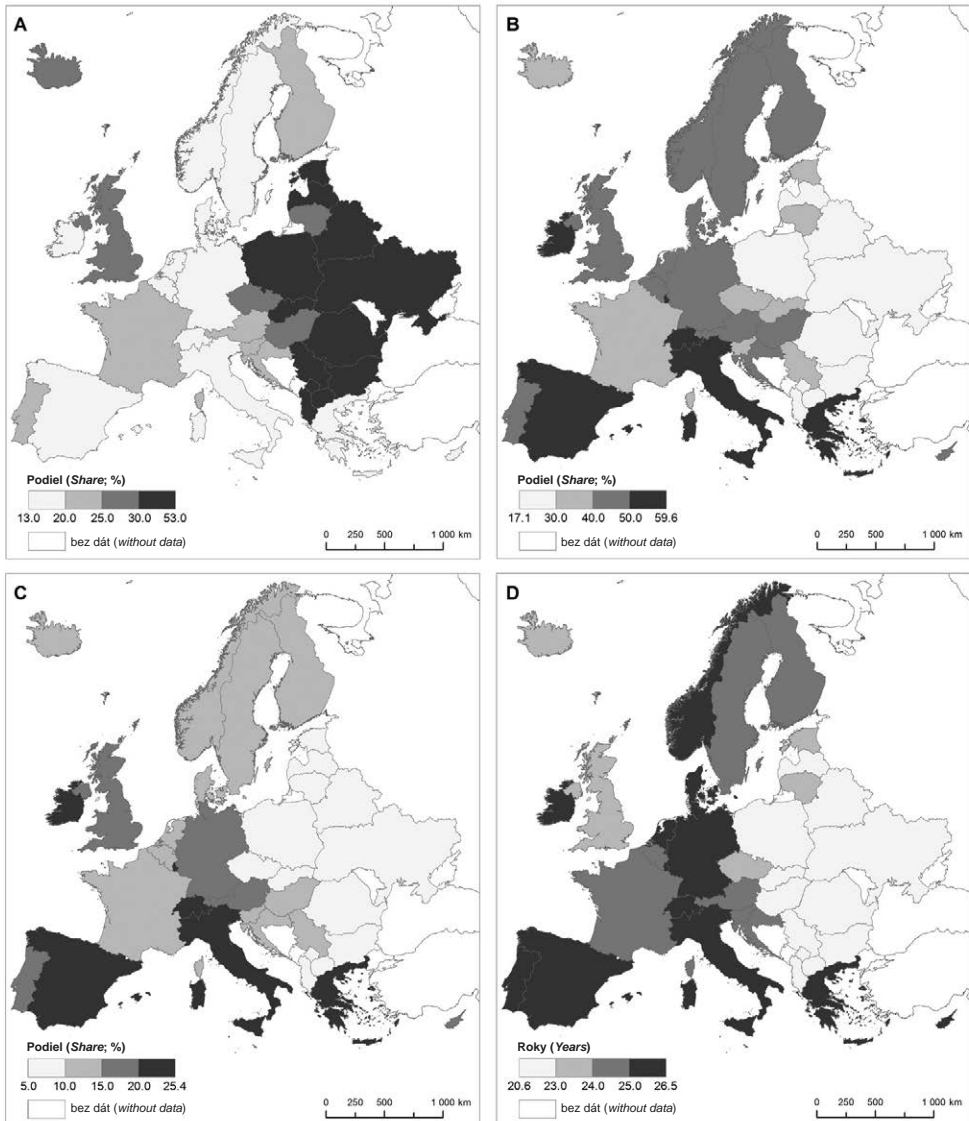 A
Podiel (Share; %)
13.0 20.0 25.0 30.0 53.0
bez dát (without data)
0 250 500 1 000 km
B
Podiel (Share; %)
17.1 30.0 40.0 50.0 59.6
bez dát (without data)
0 250 500 1 000 km
C
Podiel (Share; %)
5.0 10.0 15.0 20.0 25.4
bez dát (without data)
0 250 500 1 000 km
D
Roky (Years)
20.6 23.0 24.0 25.0 26.5
bez dát (without data)
0 250 500 1 000 km